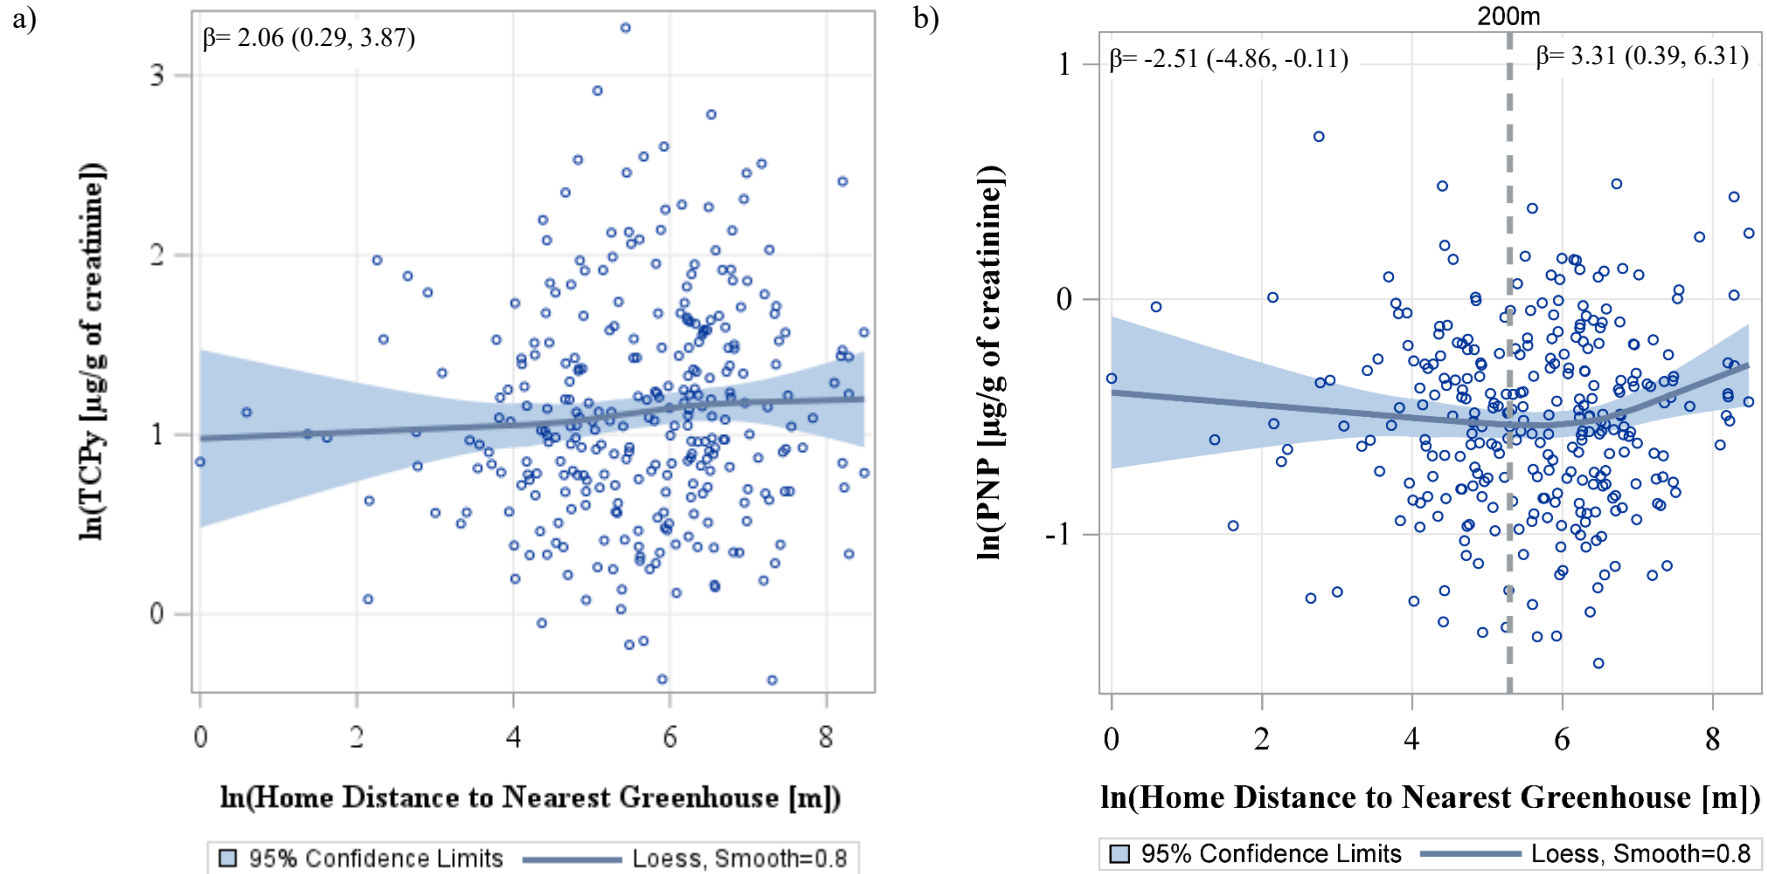 a)
β= 2.06 (0.29, 3.87)
3
2
1
0
ln(TCPy [µg/g of creatinine])
0 2 4 6 8
ln(Home Distance to Nearest Greenhouse [m])
95% Confidence Limits Loess, Smooth=0.8
b)
200m
β= -2.51 (-4.86, -0.11) β= 3.31 (0.39, 6.31)
1
0
-1
ln(PNP [µg/g of creatinine])
0 2 4 6 8
ln(Home Distance to Nearest Greenhouse [m])
95% Confidence Limits Loess, Smooth=0.8